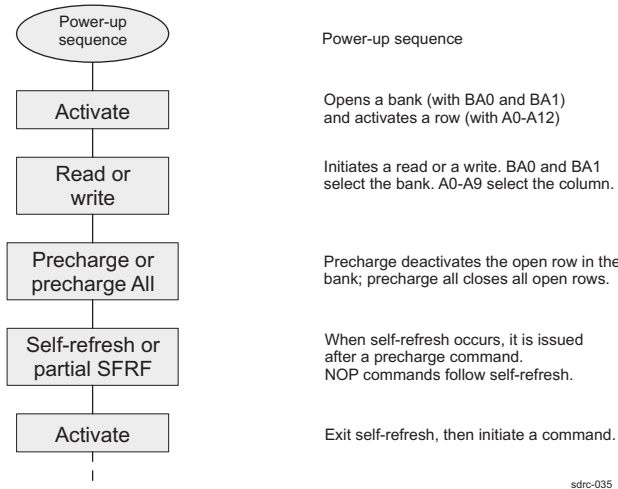 Power-up
sequence
Power-up sequence
Activate
Opens a bank (with BA0 and BA1)
and activates a row (with A0-A12)
Read or
write
Initiates a read or a write. BA0 and BA1
select the bank. A0-A9 select the column.
Precharge or
precharge All
Precharge deactivates the open row in the
bank; precharge all closes all open rows.
Self-refresh or
partial SFRF
When self-refresh occurs, it is issued
after a precharge command.
NOP commands follow self-refresh.
Activate
Exit self-refresh, then initiate a command.
sdrc-035